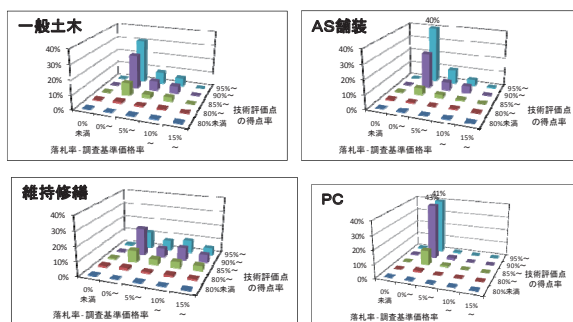 一般土木
40%
30%
20%
10%
0%
0%
未満
0%~
5%~
10%
~
15%
~
95%~
90%~
85%~
80%~
80%未満
技術評価点
の得点率
落札率-調査基準価格率
AS舗装
40%
40%
30%
20%
10%
0%
0%
未満
0%~
5%~
10%
~
15%
~
95%~
90%~
85%~
80%~
80%未満
技術評価点
の得点率
落札率-調査基準価格率
維持修繕
40%
30%
20%
10%
0%
0%
未満
0%~
5%~
10%
~
15%
~
95%~
90%~
85%~
80%~
80%未満
技術評価点
の得点率
落札率-調査基準価格率
PC
41%
43%
40%
30%
20%
10%
0%
0%
未満
0%~
5%~
10%
~
15%
~
95%~
90%~
85%~
80%~
80%未満
技術評価点
の得点率
落札率-調査基準価格率